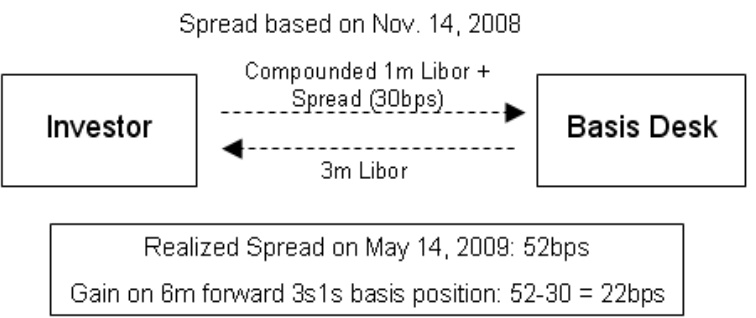 Spread based on Nov. 14, 2008
Compounded 1m Libor +
Spread (30bps)
Investor
Basis Desk
3m Libor
Realized Spread on May 14, 2009: 52bps
Gain on 6m forward 3s1s basis position: 52-30 = 22bps